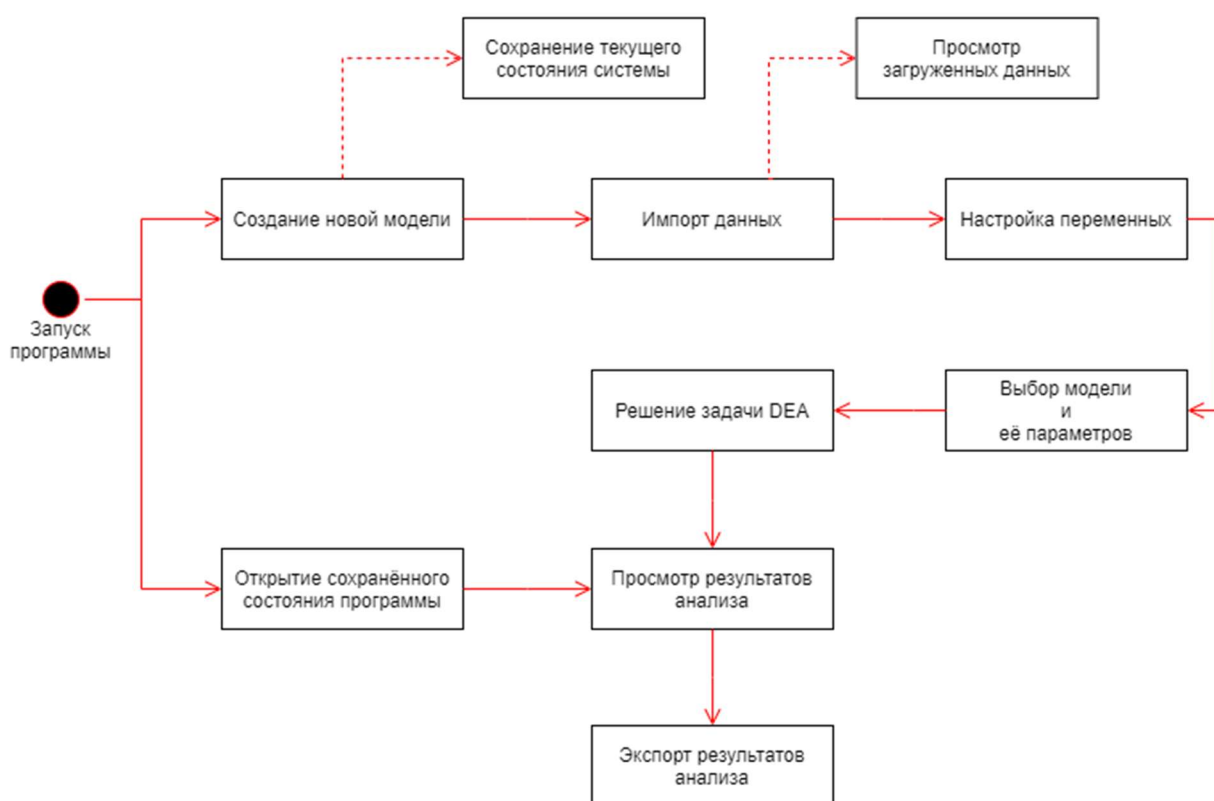 Сохранение текущего
состояния системы
Просмотр
загруженных данных
Создание новой модели
Импорт данных
Настройка переменных
Запуск
программы
Решение задачи DEA
Выбор модели
и
её параметров
Открытие сохранённого
состояния программы
Просмотр результатов
анализа
Экспорт результатов
анализа